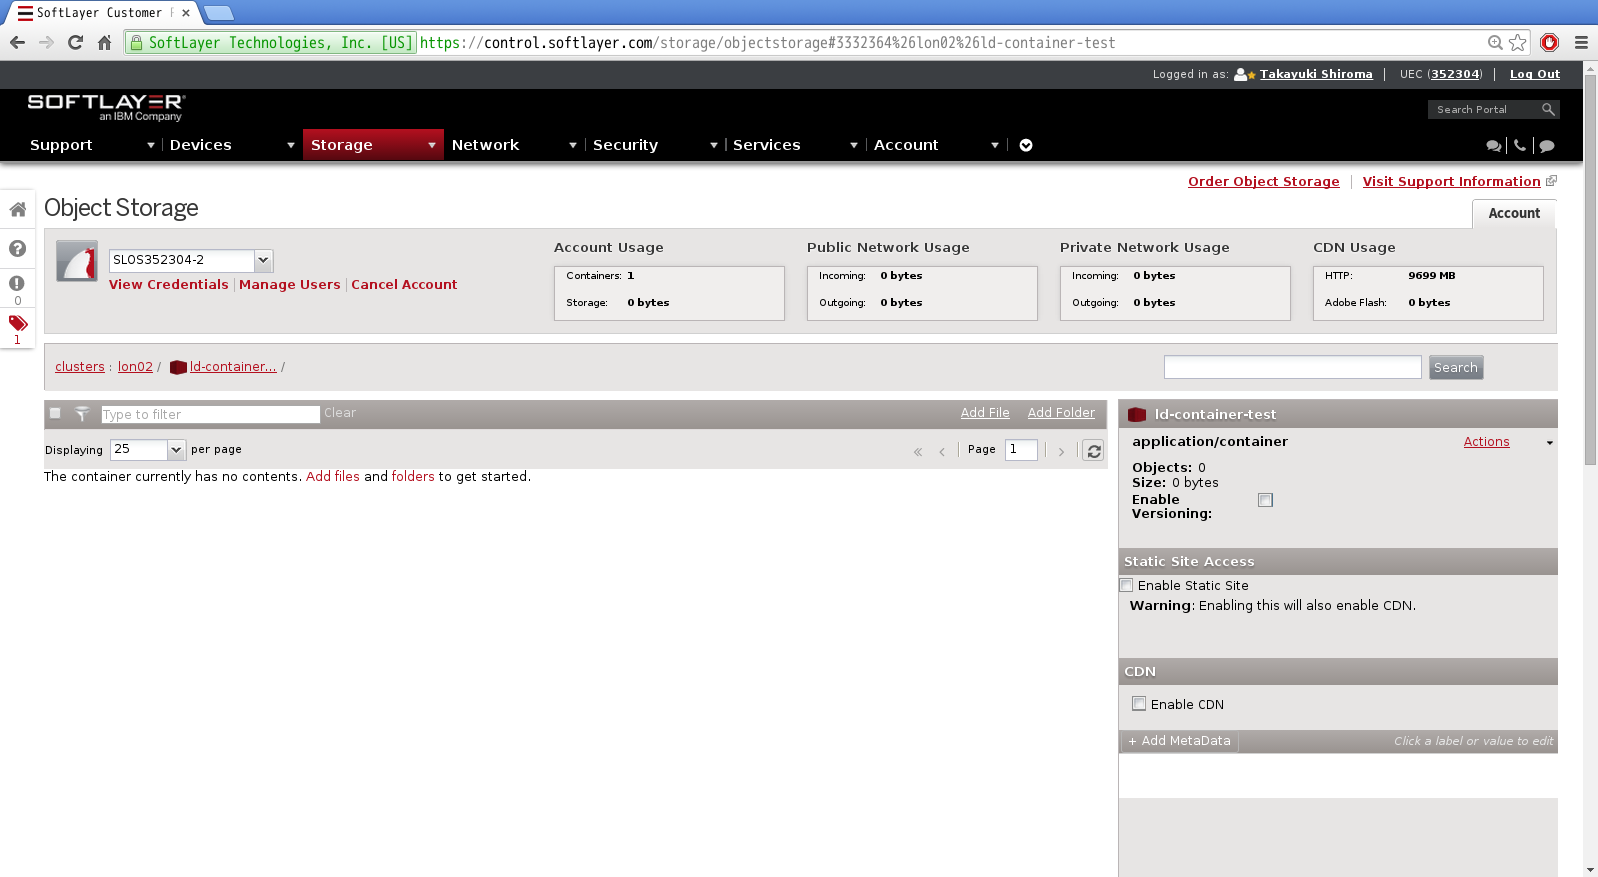 SoftLayer Customer
SoftLayer Technologies, Inc. [US] https://control.softlayer.com/storage/objectstorage#3332364%26lon02%26ld-container-test
Logged in as: Takayuki Shiroma | UEC (352304) | Log Out
SOFTLAYER®
an IBM Company
Search Portal
Support Devices Storage Network Security Services Account
Order Object Storage | Visit Support Information
Object Storage
Account
0
1
SLOS352304-2
View Credentials | Manage Users | Cancel Account
Account Usage
Containers: 1
Storage: 0 bytes
Public Network Usage
Incoming: 0 bytes
Outgoing: 0 bytes
Private Network Usage
Incoming: 0 bytes
Outgoing: 0 bytes
CDN Usage
HTTP: 9699 MB
Adobe Flash: 0 bytes
clusters : lon02 / ld-container... /
Search
Type to filter Clear Add File Add Folder
Displaying 25 per page « ‹ Page 1 ›
The container currently has no contents. Add files and folders to get started.
ld-container-test
application/container Actions
Objects: 0
Size: 0 bytes
Enable
Versioning:
Static Site Access
Enable Static Site
Warning: Enabling this will also enable CDN.
CDN
Enable CDN
+ Add MetaData Click a label or value to edit